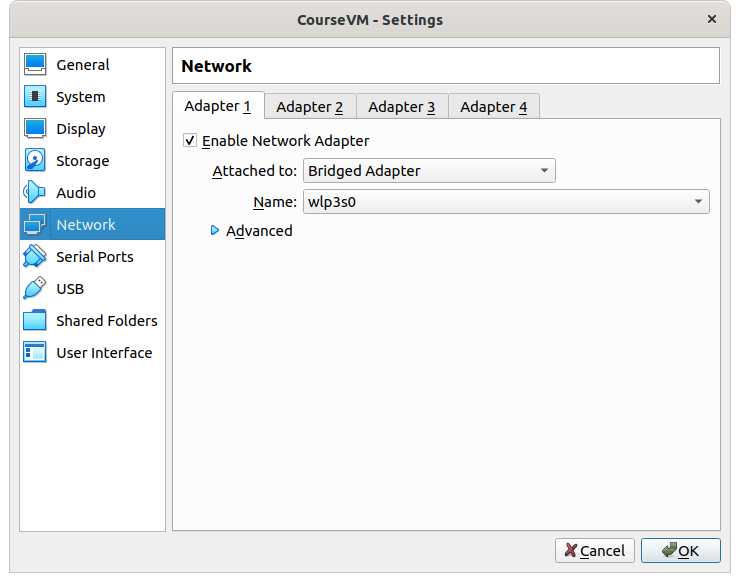 CourseVM - Settings
General
System
Display
Storage
Audio
Network
Serial Ports
USB
Shared Folders
User Interface
Network
Adapter 1 Adapter 2 Adapter 3 Adapter 4
Enable Network Adapter
Attached to: Bridged Adapter
Name: wlp3s0
Advanced
Cancel OK